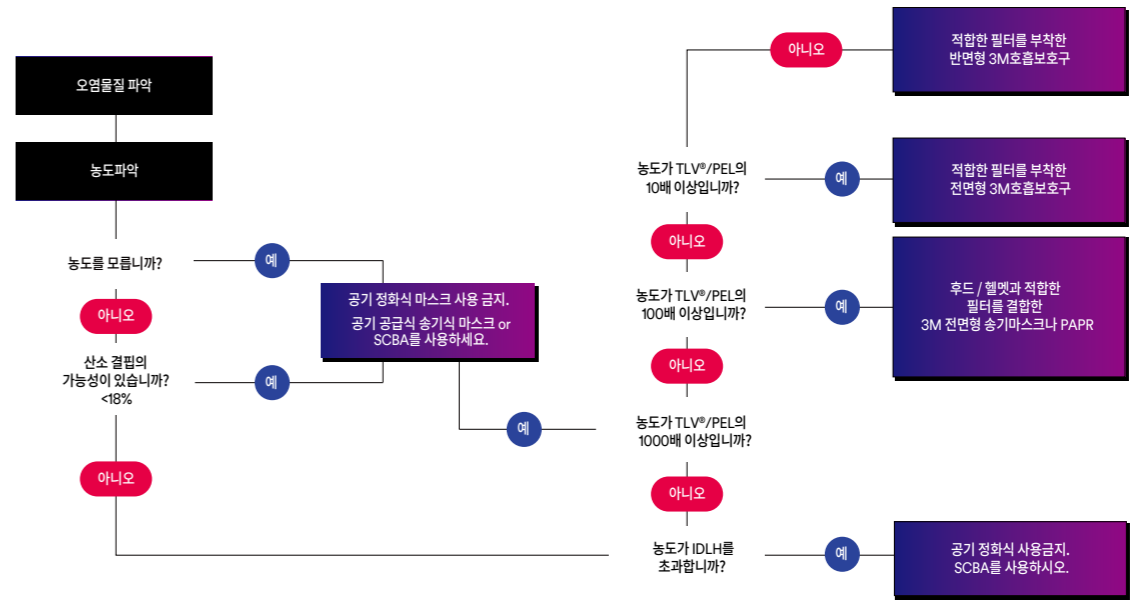 오염물질 파악
농도파악
농도를 모릅니까?
예
아니오
산소 결핍의
가능성이 있습니까?
<18%
예
아니오
공기 정화식 마스크 사용 금지.
공기 공급식 송기식 마스크 or
SCBA를 사용하세요.
예
아니오
적합한 필터를 부착한
반면형 3M호흡보호구
농도가 TLV®/PEL의
10배 이상입니까?
예
적합한 필터를 부착한
전면형 3M호흡보호구
아니오
농도가 TLV®/PEL의
100배 이상입니까?
예
후드 / 헬멧과 적합한
필터를 결합한
3M 전면형 송기마스크나 PAPR
아니오
농도가 TLV®/PEL의
1000배 이상입니까?
아니오
농도가 IDLH를
초과합니까?
예
공기 정화식 사용금지.
SCBA를 사용하시오.